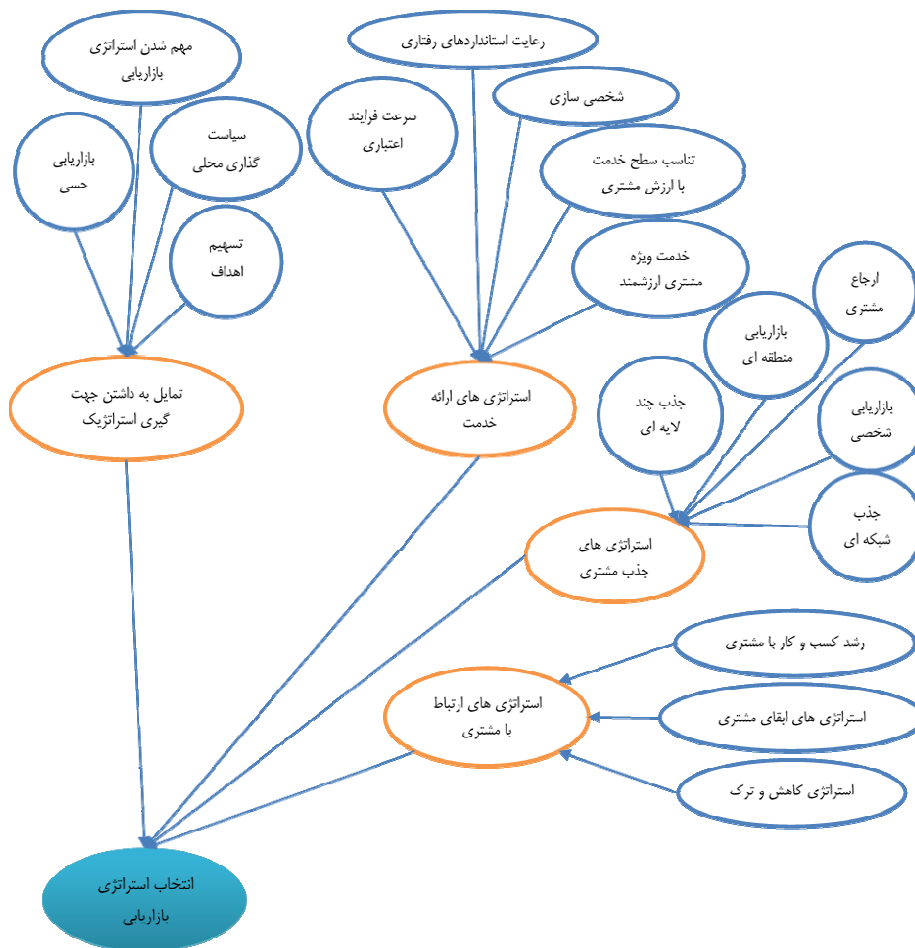 مهم شدن استراتژی
بازاریابی
بازاریابی
حسی
سیاست
گذاری محلی
تسهیم
اهداف
تمایل به داشتن جهت
گیری استراتژیک
رعایت استانداردهای رفتاری
سرعت فرایند
اعتباری
شخصی سازی
تناسب سطح خدمت
با ارزش مشتری
خدمت ویژه
مشتری ارزشمند
استراتژی های ارائه
خدمت
ارجاع
مشتری
بازاریابی
منطقه ای
جذب چند
لایه ای
بازاریابی
شخصی
جذب
شبکه ای
استراتژی های
جذب مشتری
رشد کسب و کار با مشتری
استراتژی های ابقای مشتری
استراتژی کاهش و ترک
استراتژی های ارتباط
با مشتری
انتخاب استراتژی
بازاریابی